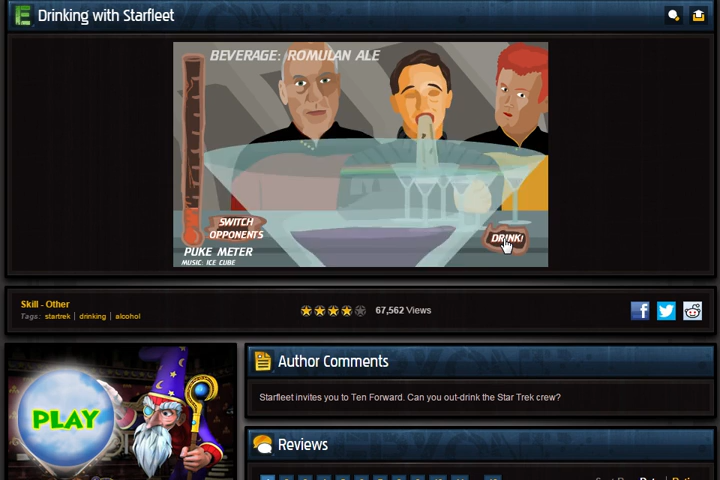 Drinking with Starfleet
BEVERAGE: ROMULAN ALE
SWITCH
OPPONENTS
DRINK!
PUKE METER
MUSIC: ICE CUBE
Skill - Other
67,562 Views
Tags: startrek | drinking | alcohol
PLAY
Author Comments
Starfleet invites you to Ten Forward. Can you out-drink the Star Trek crew?
Reviews